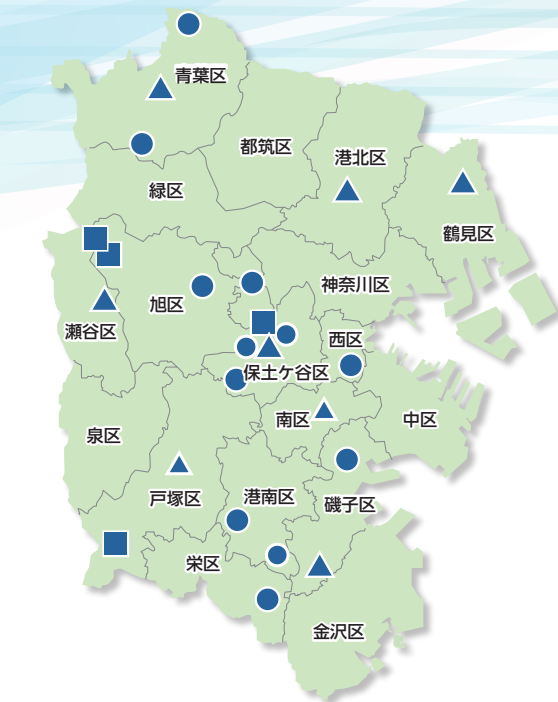 青葉区
都筑区
港北区
緑区
鶴見区
神奈川区
旭区
瀬谷区
西区
保土ケ谷区
南区
中区
泉区
戸塚区
港南区
磯子区
栄区
金沢区